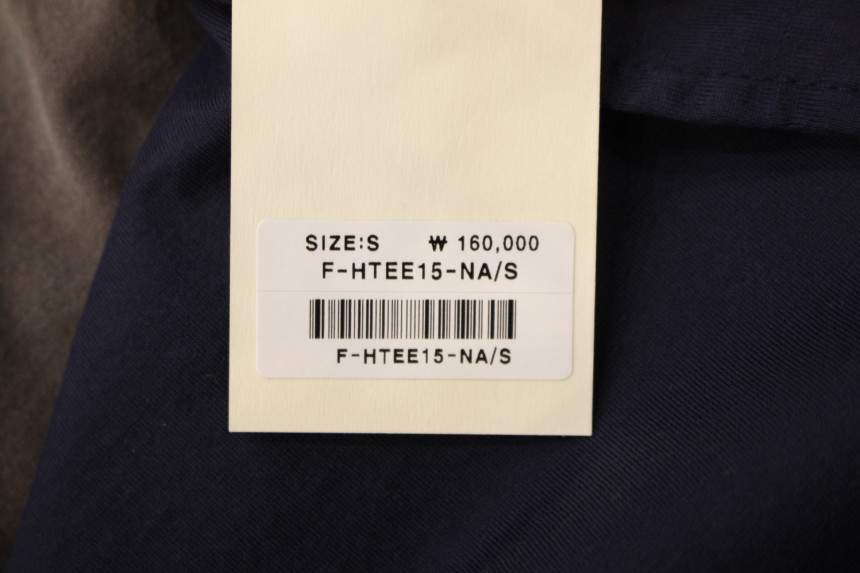 SIZE:S ₩ 160,000
F-HTEE15-NA/S
F-HTEE15-NA/S